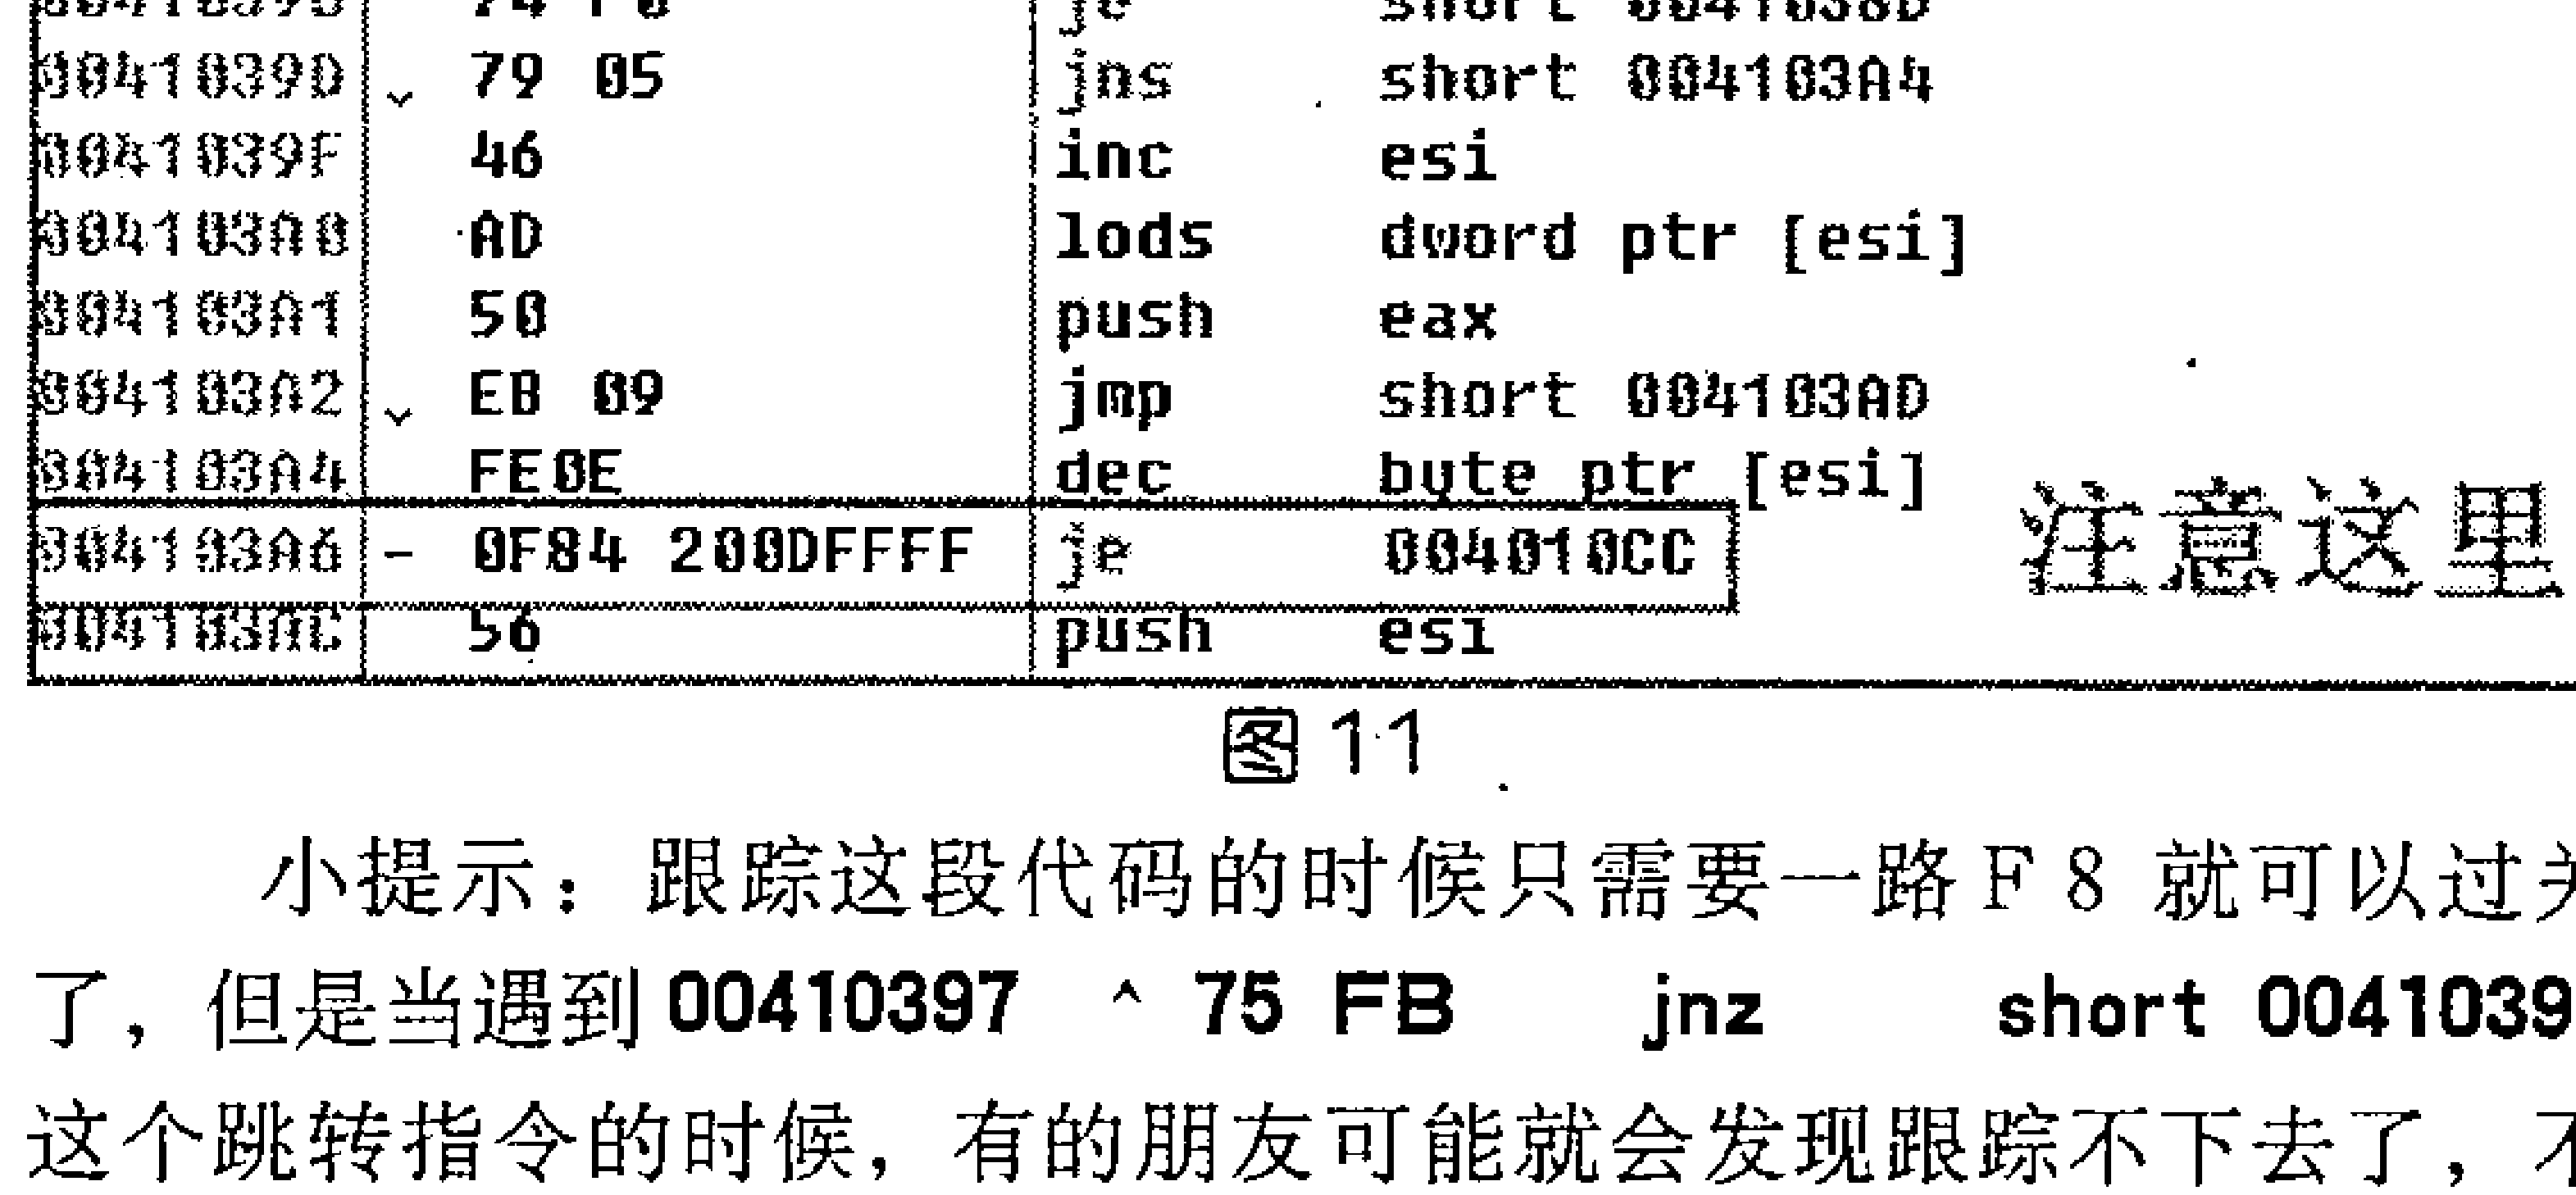 short 0041038D
0041039D 79 05 jns short 004103A4
0041039F 46 inc esi
004103A0 AD lods dword ptr [esi]
004103A1 50 push eax
004103A2 EB 09 jmp short 004103AD
004103A4 FE0E dec byte ptr [esi]
004103A6 - 0F84 200DFFFF je 004010CC 注意这里
004103AC 56 push esi
图 11
小提示：跟踪这段代码的时候只需要一路 F 8 就可以过
了，但是当遇到 00410397 ^ 75 FB jnz short 0041039
这个跳转指令的时候，有的朋友可能就会发现跟踪不下去了，